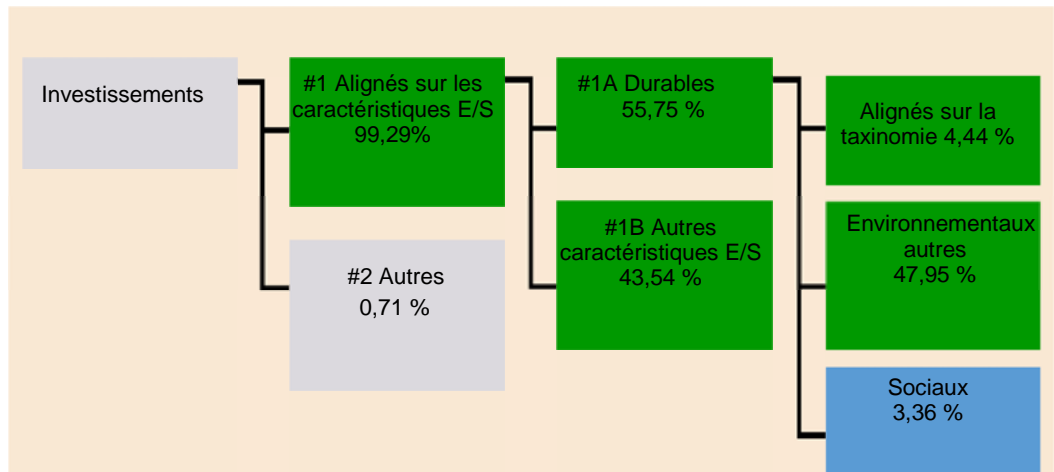 Investissements
#1 Alignés sur les
caractéristiques E/S
99,29%
#2 Autres
0,71 %
#1A Durables
55,75 %
#1B Autres
caractéristiques E/S
43,54 %
Alignés sur la
taxinomie 4,44 %
Environnementaux
autres
47,95 %
Sociaux
3,36 %